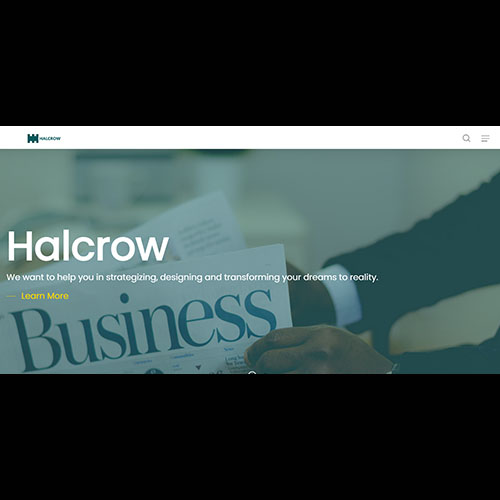 HALCROW
Halcrow
We want to help you in strategizing, designing and transforming your dreams to reality.
Learn More
Business